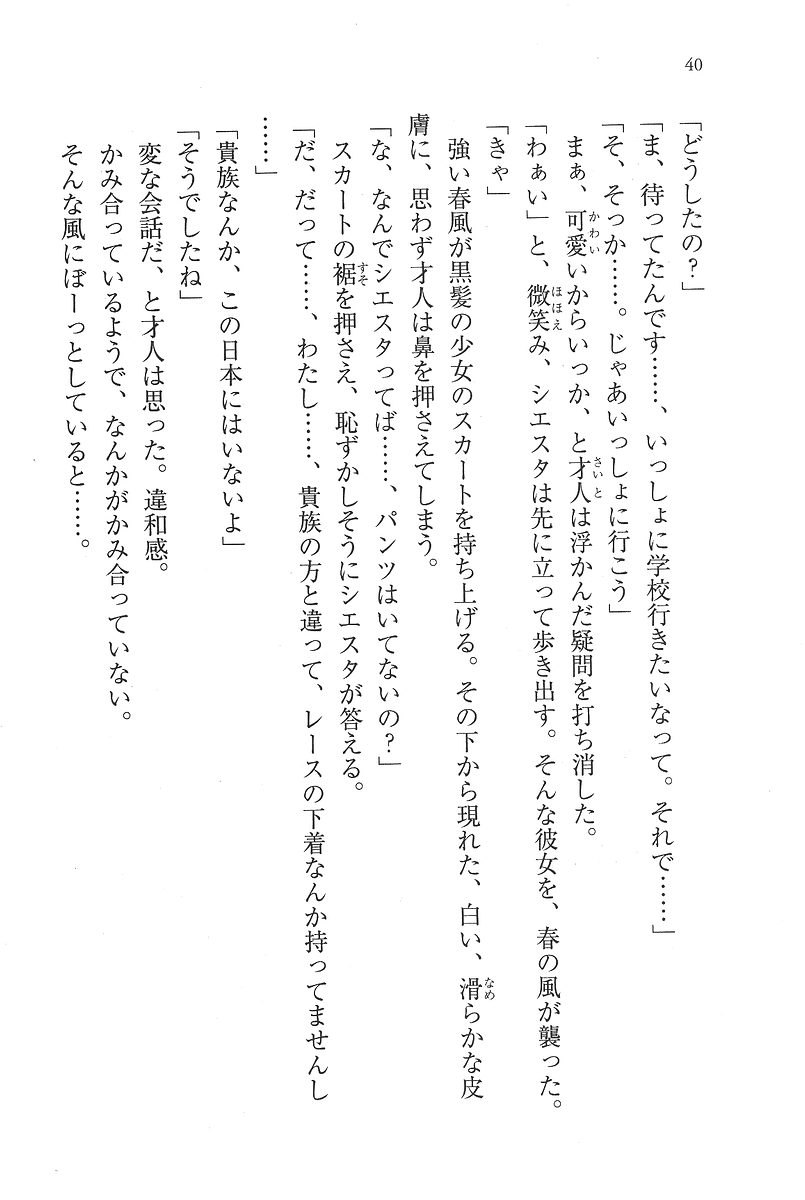 40
「どうしたの？」
「ま、待ってたんです……、いっしょに学校行きたいなって。それで……」
「そ、そっか……。じゃあいっしょに行こう」
まぁ、可愛いからいっか、と才人は浮かんだ疑問を打ち消した。
「わぁい」と、微笑み、シエスタは先に立って歩き出す。そんな彼女を、春の風が襲った。
「きゃ」
強い春風が黒髪の少女のスカートを持ち上げる。その下から現れた、白い、滑らかな皮
膚に、思わず才人は鼻を押さえてしまう。
「な、なんでシエスタってば……、パンツはいてないの？」
スカートの裾を押さえ、恥ずかしそうにシエスタが答える。
「だ、だって……、わたし……、貴族の方と違って、レースの下着なんか持ってませんし
……」
「貴族なんか、この日本にはいないよ」
「そうでしたね」
変な会話だ、と才人は思った。違和感。
かみ合っているようで、なんかがかみ合っていない。
そんな風にぼーっとしていると……。